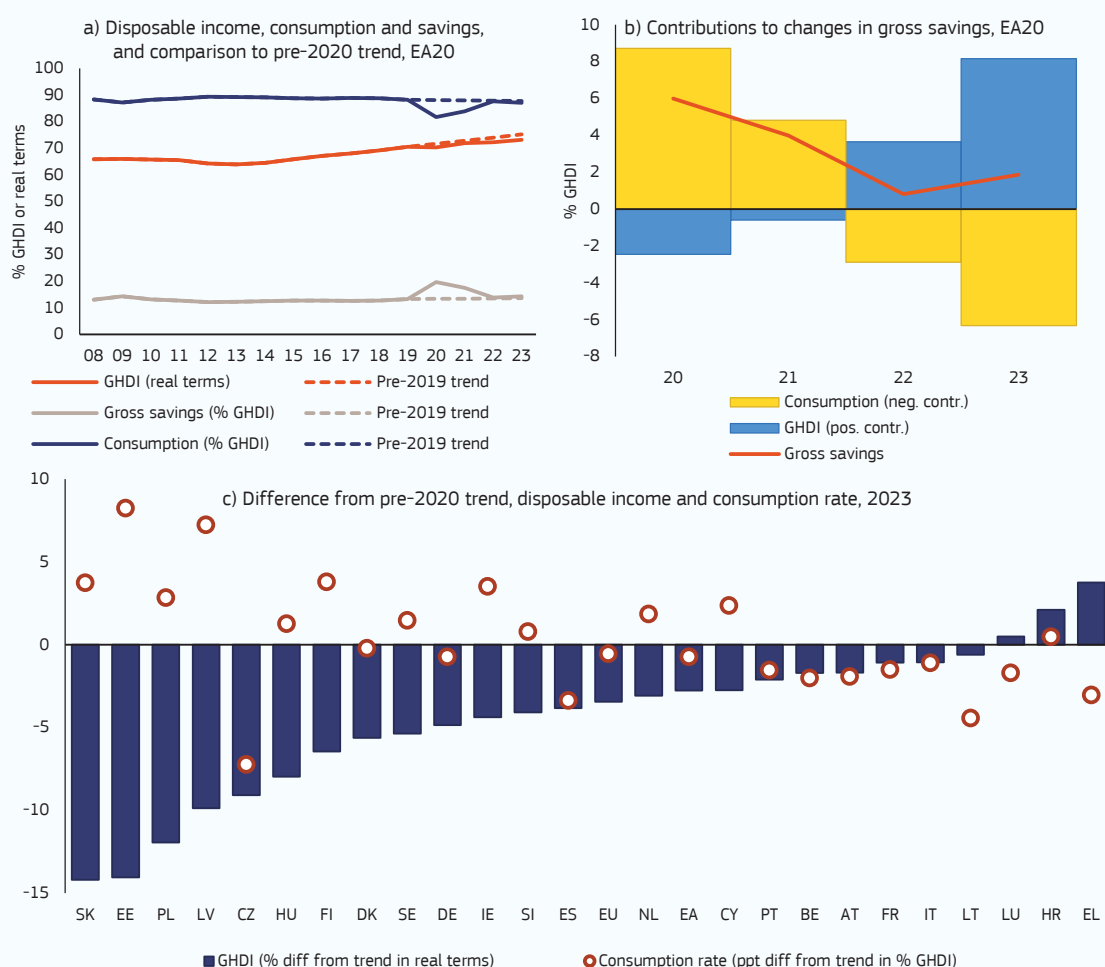 a) Disposable income, consumption and savings,
and comparison to pre-2020 trend, EA20
% GHDI or real terms
100
90
80
70
60
50
40
30
20
10
0
08 09 10 11 12 13 14 15 16 17 18 19 20 21 22 23
GHDI (real terms)
Pre-2019 trend
Gross savings (% GHDI)
Pre-2019 trend
Consumption (% GHDI)
Pre-2019 trend
b) Contributions to changes in gross savings, EA20
% GHDI
10
8
6
4
2
0
-2
-4
-6
-8
20 21 22 23
Consumption (neg. contr.)
GHDI (pos. contr.)
Gross savings
c) Difference from pre-2020 trend, disposable income and consumption rate, 2023
10
5
0
-5
-10
-15
SK EE PL LV CZ HU FI DK SE DE IE SI ES EU NL EA CY PT BE AT FR IT LT LU HR EL
GHDI (% diff from trend in real terms)
Consumption rate (ppt diff from trend in % GHDI)